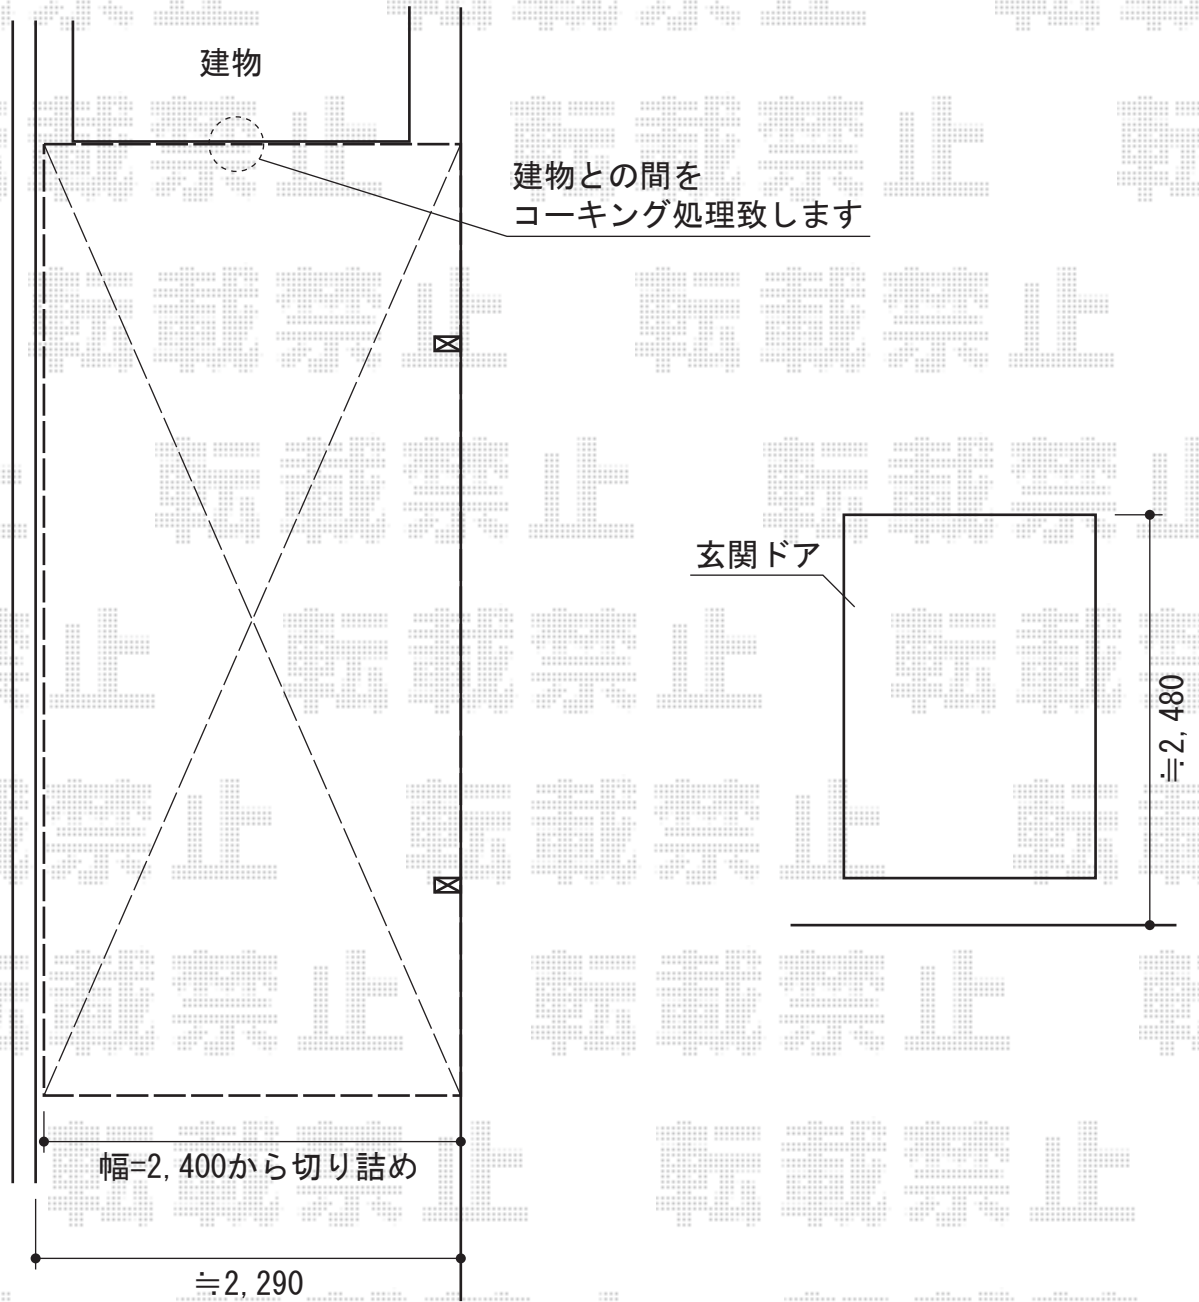 建物
建物との間を
コーキング処理致します
玄関ドア
≒2,480
幅=2,400から切り詰め
≒2,290
転載禁止